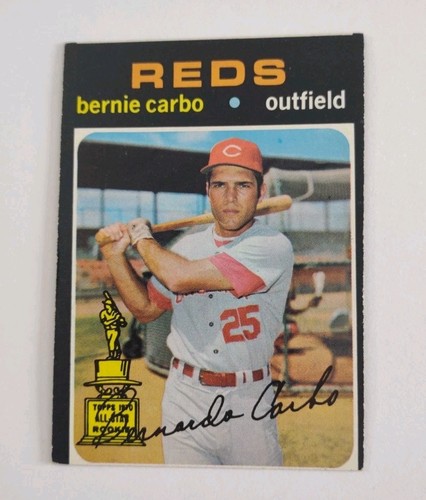 REDS
bernie carbo • outfield
C
25
TOPPS 1970
ALL-STAR
ROOKIE
Bernardo Carbo